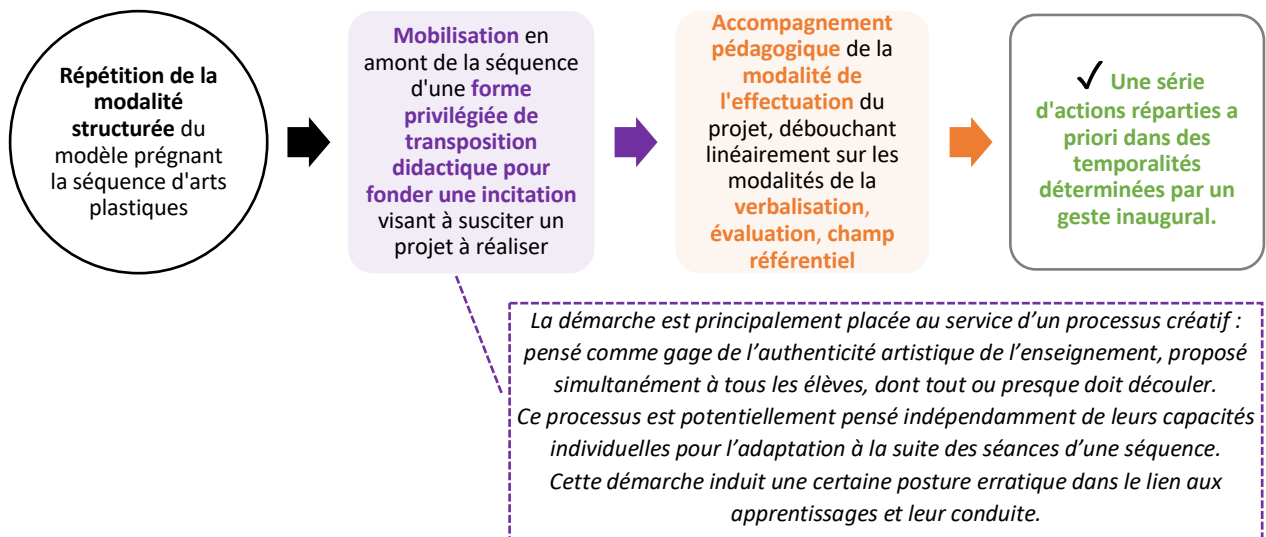 Répétition de la
modalité
structurée du
modèle prégnant
la séquence d'arts
plastiques
Mobilisation en
amont de la séquence
d'une forme
privilégiée de
transposition
didactique pour
fonder une incitation
visant à susciter un
projet à réaliser
Accompagnement
pédagogique de la
modalité de
l'effectuation du
projet, débouchant
linéairement sur les
modalités de la
verbalisation,
évaluation, champ
référentiel
✓ Une série
d'actions réparties a
priori dans des
temporalités
déterminées par un
geste inaugural.
La démarche est principalement placée au service d’un processus créatif :
pensé comme gage de l’authenticité artistique de l’enseignement, proposé
simultanément à tous les élèves, dont tout ou presque doit découler.
Ce processus est potentiellement pensé indépendamment de leurs capacités
individuelles pour l’adaptation à la suite des séances d’une séquence.
Cette démarche induit une certaine posture erratique dans le lien aux
apprentissages et leur conduite.